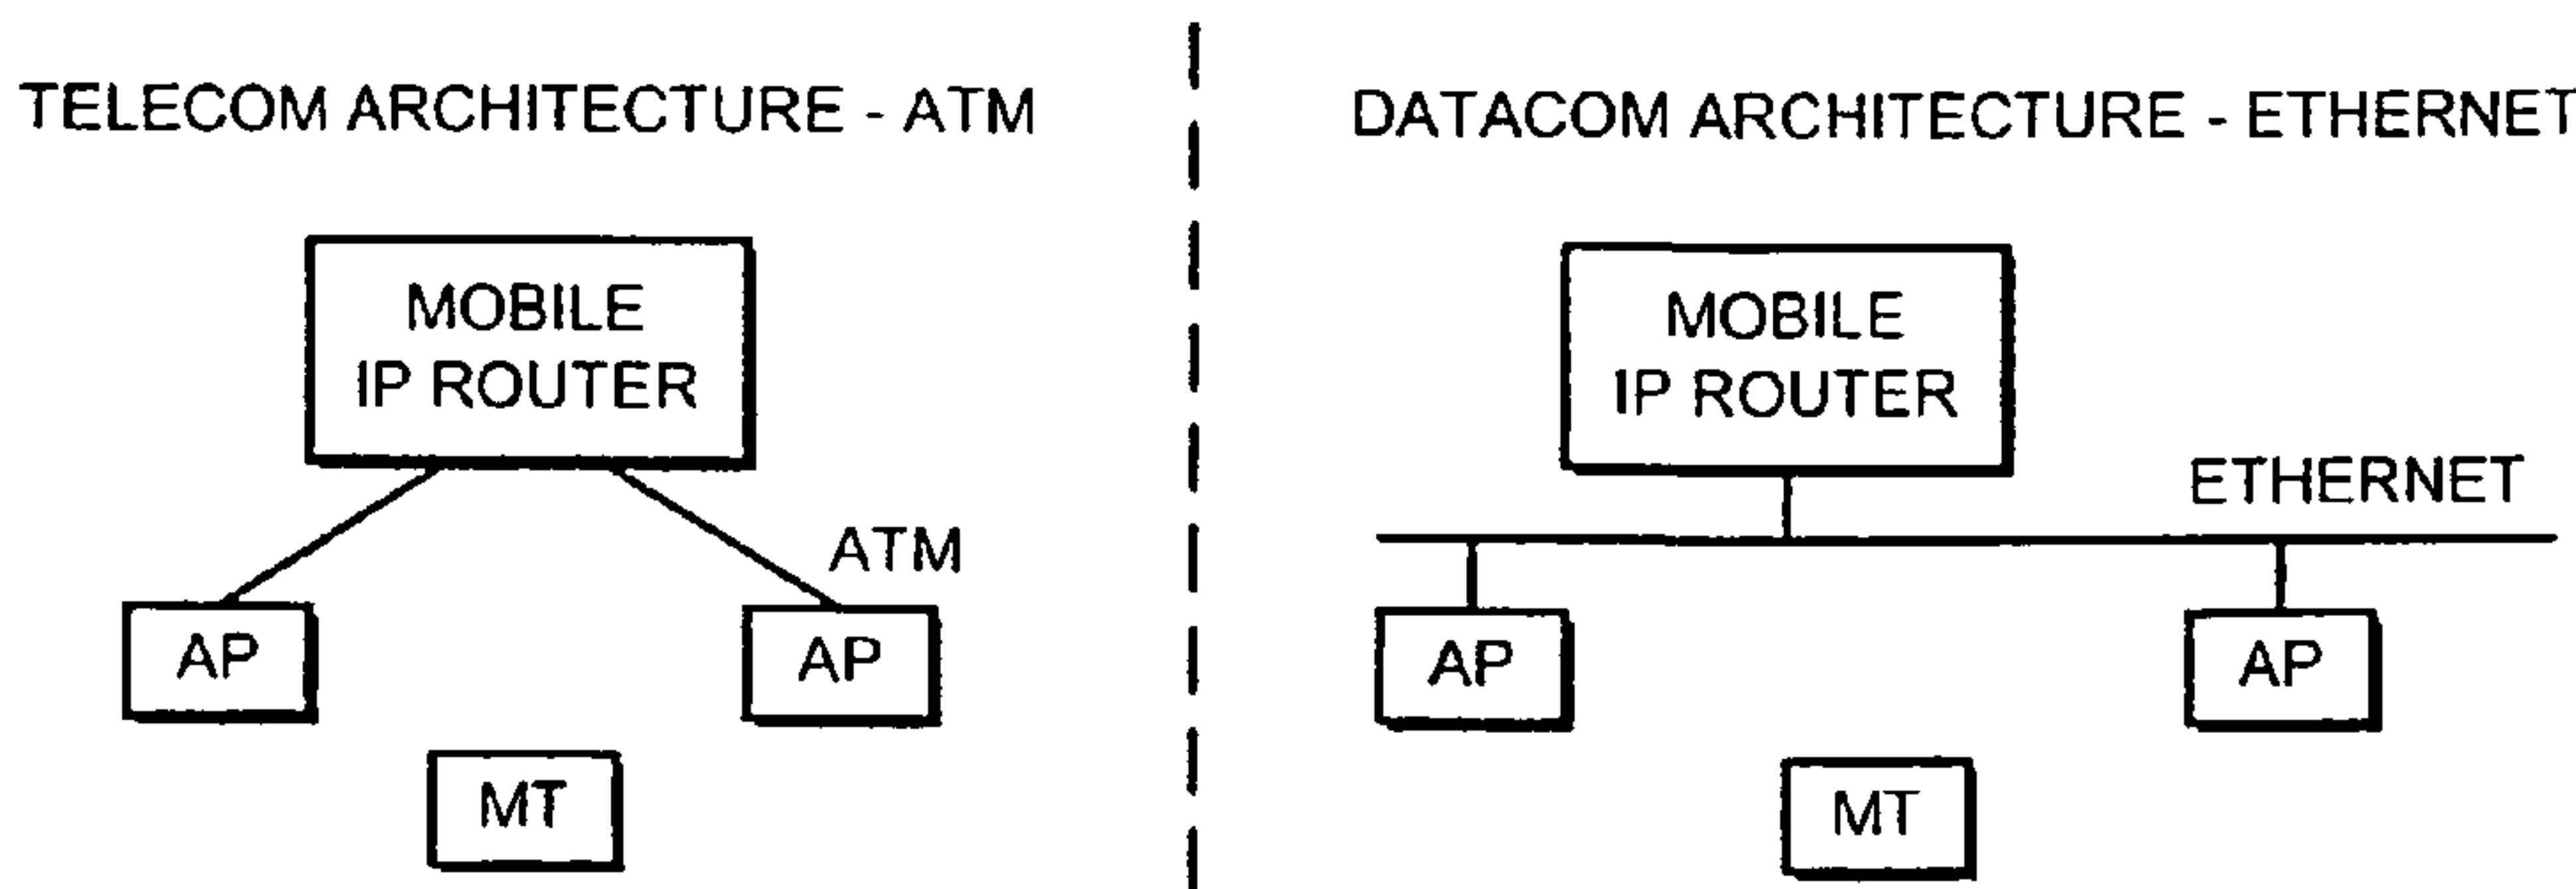 TELECOM ARCHITECTURE - ATM
MOBILE
IP ROUTER
ATM
AP
AP
MT
DATACOM ARCHITECTURE - ETHERNET
MOBILE
IP ROUTER
ETHERNET
AP
AP
MT